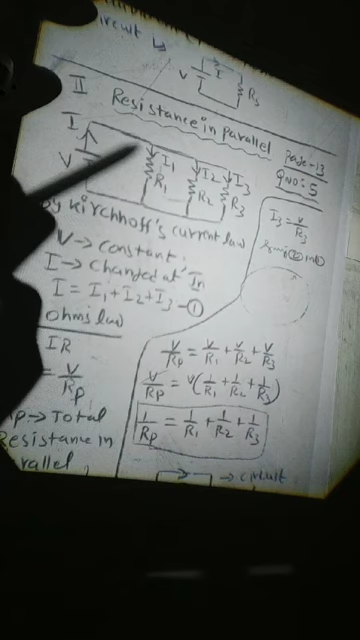 circuit
I
V
R3
II
Resistance in parallel
Page-13
QNO: 5
I
V
I1 I2 I3
R1 R2 R3
By Kirchhoff's current law
V → constant.
I → changed at In
I = I1 + I2 + I3 —①
ohms law
IR
= V/Rp
Rp → Total
Resistance in
parallel
I3 = V/R3
V/Rp = V/R1 + V/R2 + V/R3
V/Rp = V(1/R1 + 1/R2 + 1/R3)
1/Rp = 1/R1 + 1/R2 + 1/R3
→ circuit